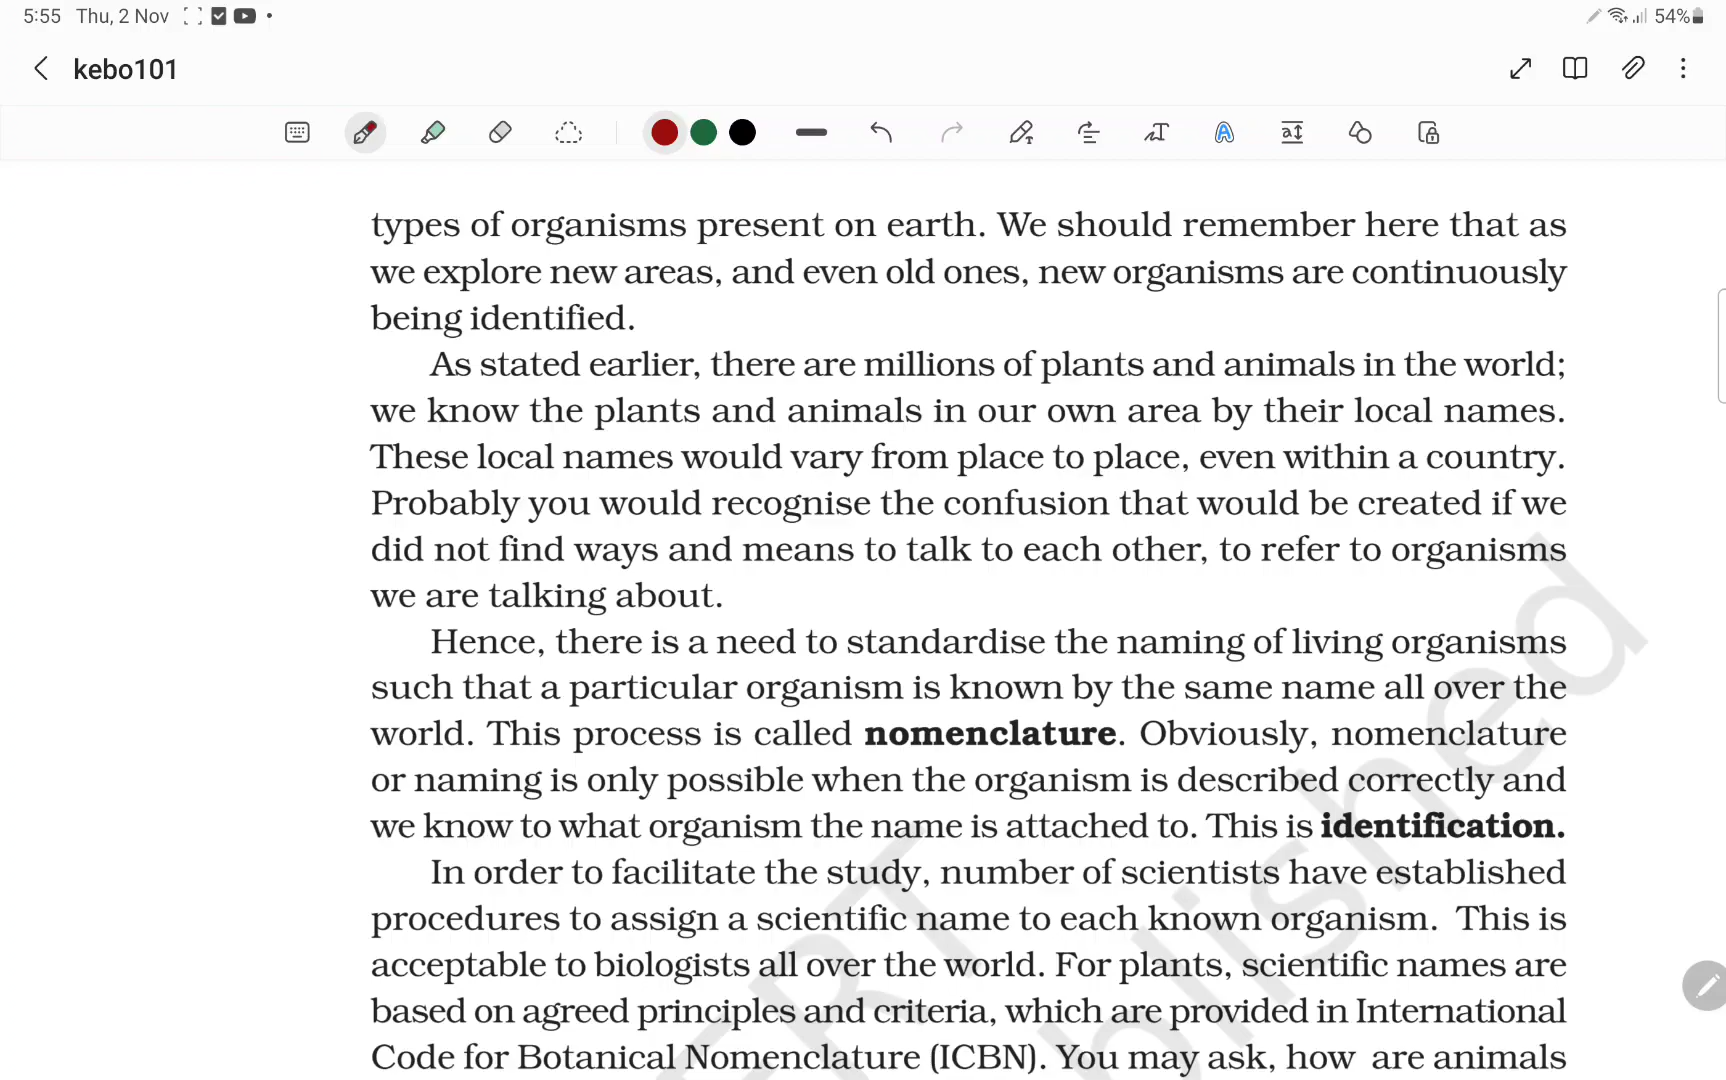 5:55 Thu, 2 Nov 54%
kebo101
types of organisms present on earth. We should remember here that as
we explore new areas, and even old ones, new organisms are continuously
being identified.
As stated earlier, there are millions of plants and animals in the world;
we know the plants and animals in our own area by their local names.
These local names would vary from place to place, even within a country.
Probably you would recognise the confusion that would be created if we
did not find ways and means to talk to each other, to refer to organisms
we are talking about.
Hence, there is a need to standardise the naming of living organisms
such that a particular organism is known by the same name all over the
world. This process is called nomenclature. Obviously, nomenclature
or naming is only possible when the organism is described correctly and
we know to what organism the name is attached to. This is identification.
In order to facilitate the study, number of scientists have established
procedures to assign a scientific name to each known organism. This is
acceptable to biologists all over the world. For plants, scientific names are
based on agreed principles and criteria, which are provided in International
Code for Botanical Nomenclature (ICBN). You may ask, how are animals